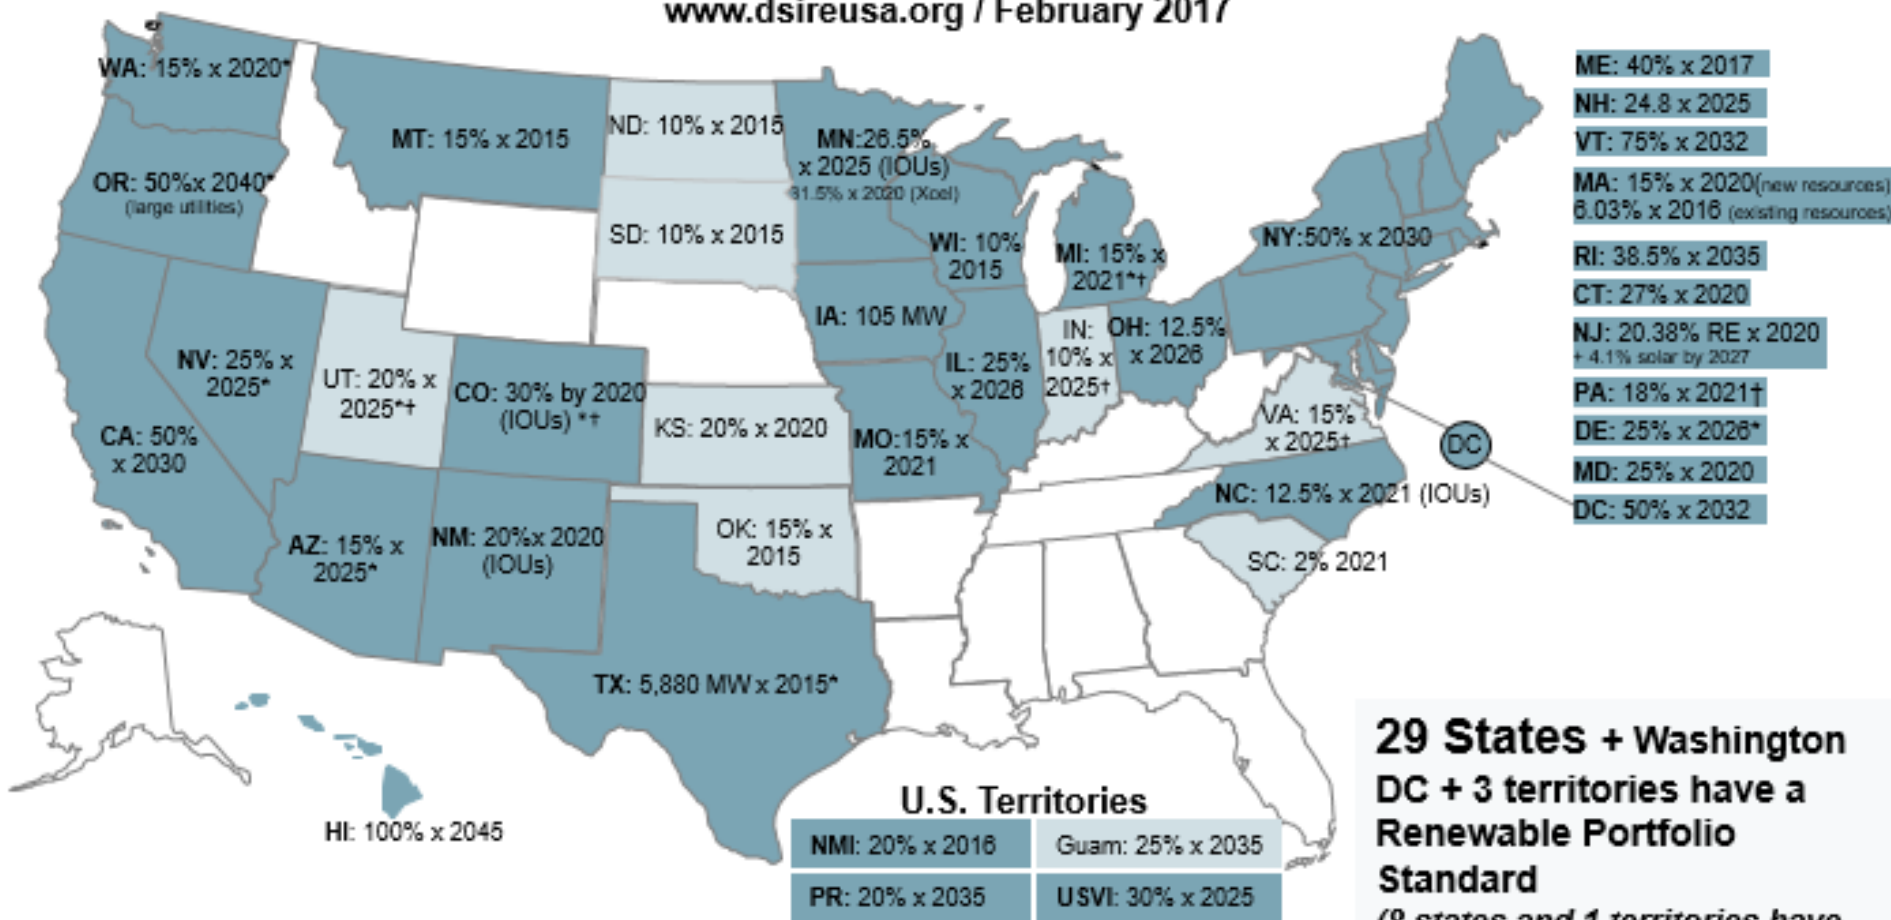 www.dsireusa.org / February 2017
WA: 15% x 2020*
MT: 15% x 2015
ND: 10% x 2015
MN:26.5%
x 2025 (IOUs)
31.5% x 2020 (Xcel)
OR: 50%x 2040*
(large utilities)
SD: 10% x 2015
WI: 10%
2015
MI: 15% x
2021*†
NY:50% x 2030
IA: 105 MW
NV: 25% x
2025*
UT: 20% x
2025*†
CO: 30% by 2020
(IOUs) *†
IL: 25%
x 2026
IN:
10% x
2025†
OH: 12.5%
x 2026
CA: 50%
x 2030
KS: 20% x 2020
MO:15% x
2021
VA: 15%
x 2025†
DC
AZ: 15% x
2025*
NM: 20%x 2020
(IOUs)
OK: 15% x
2015
NC: 12.5% x 2021 (IOUs)
SC: 2% 2021
TX: 5,880 MW x 2015*
HI: 100% x 2045
ME: 40% x 2017
NH: 24.8 x 2025
VT: 75% x 2032
MA: 15% x 2020(new resources)
6.03% x 2016 (existing resources)
RI: 38.5% x 2035
CT: 27% x 2020
NJ: 20.38% RE x 2020
+ 4.1% solar by 2027
PA: 18% x 2021†
DE: 25% x 2026*
MD: 25% x 2020
DC: 50% x 2032
U.S. Territories
NMI: 20% x 2016
Guam: 25% x 2035
PR: 20% x 2035
USVI: 30% x 2025
29 States + Washington
DC + 3 territories have a
Renewable Portfolio
Standard
(8 states and 1 territories have